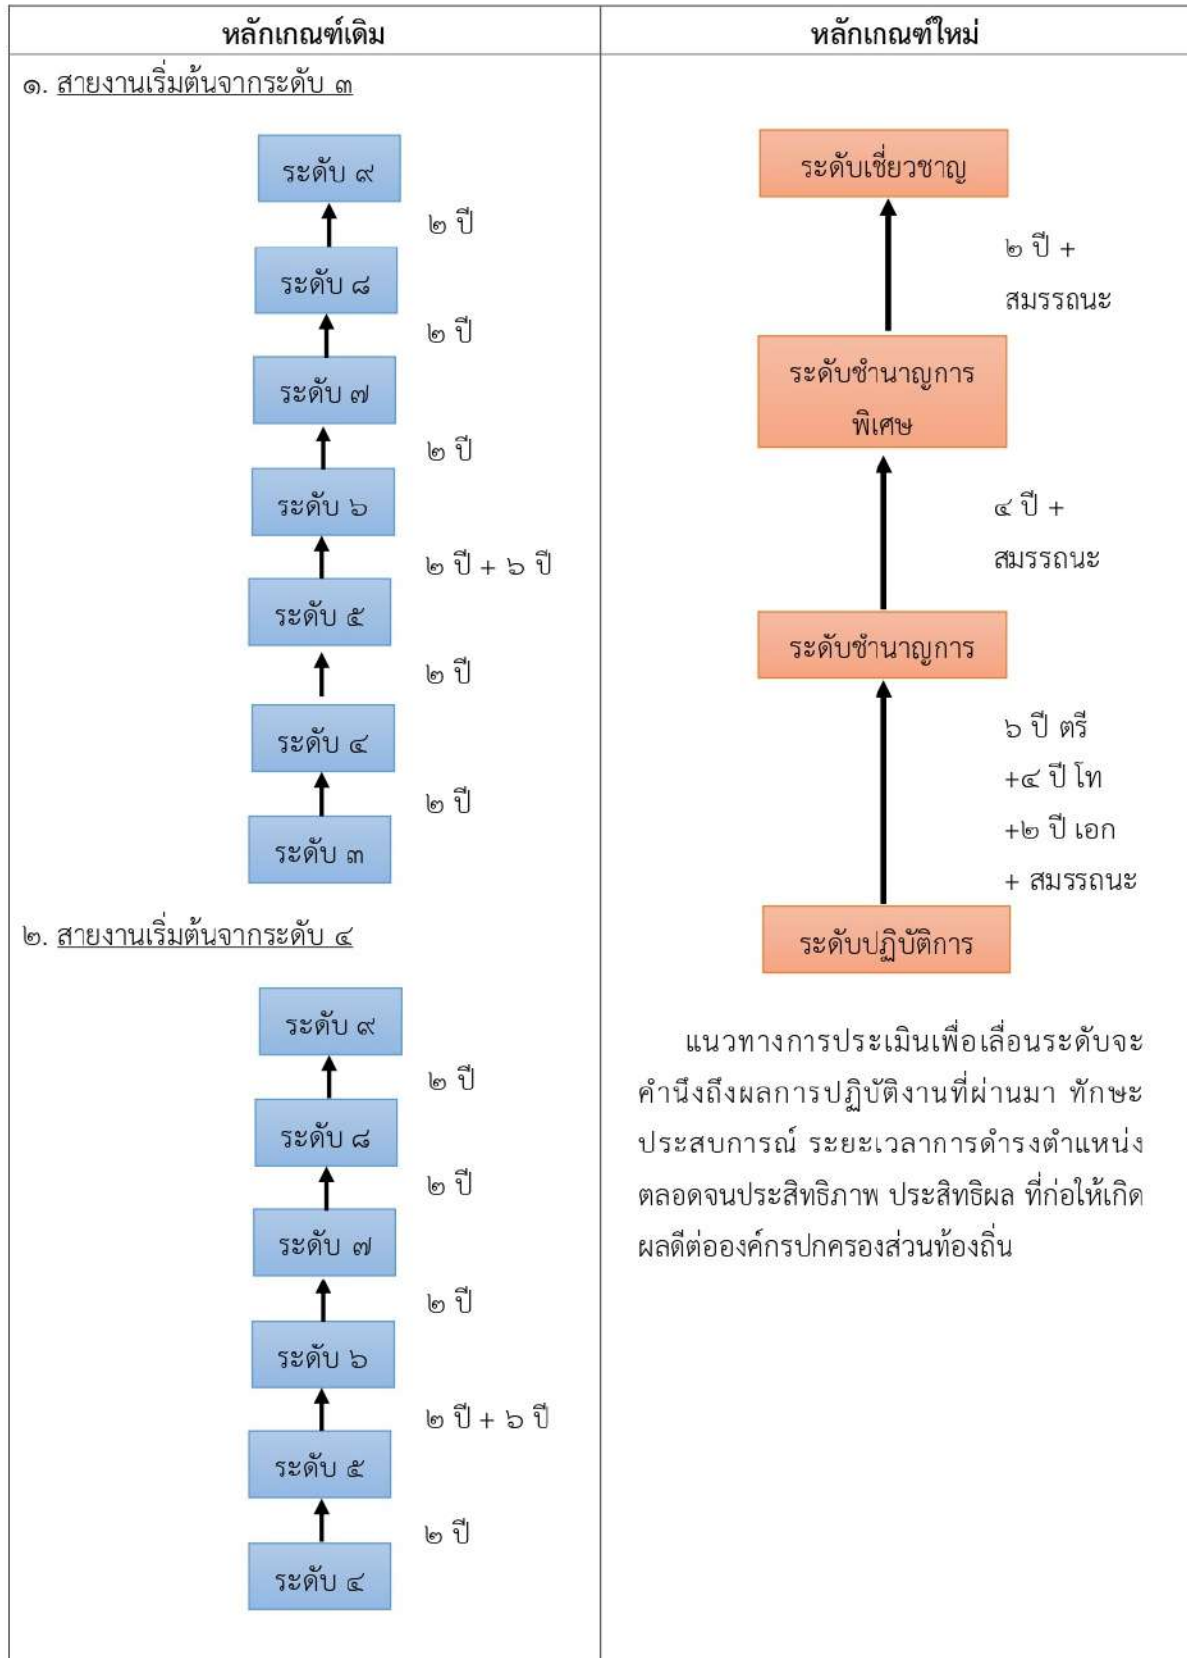 หลักเกณฑ์เดิม
หลักเกณฑ์ใหม่
๑. สายงานเริ่มต้นจากระดับ ๓
ระดับ ๙
๒ ปี
ระดับ ๘
๒ ปี
ระดับ ๗
๒ ปี
ระดับ ๖
๒ ปี + ๖ ปี
ระดับ ๕
๒ ปี
ระดับ ๔
๒ ปี
ระดับ ๓
๒. สายงานเริ่มต้นจากระดับ ๔
ระดับ ๙
๒ ปี
ระดับ ๘
๒ ปี
ระดับ ๗
๒ ปี
ระดับ ๖
๒ ปี + ๖ ปี
ระดับ ๕
๒ ปี
ระดับ ๔
ระดับเชี่ยวชาญ
๒ ปี +
สมรรถนะ
ระดับชำนาญการ
พิเศษ
๔ ปี +
สมรรถนะ
ระดับชำนาญการ
๖ ปี ตรี
+๔ ปี โท
+๒ ปี เอก
+ สมรรถนะ
ระดับปฏิบัติการ
แนวทางการประเมินเพื่อเลื่อนระดับจะ
คำนึงถึงผลการปฏิบัติงานที่ผ่านมา ทักษะ
ประสบการณ์ ระยะเวลาการดำรงตำแหน่ง
ตลอดจนประสิทธิภาพ ประสิทธิผล ที่ก่อให้เกิด
ผลดีต่อองค์กรปกครองส่วนท้องถิ่น